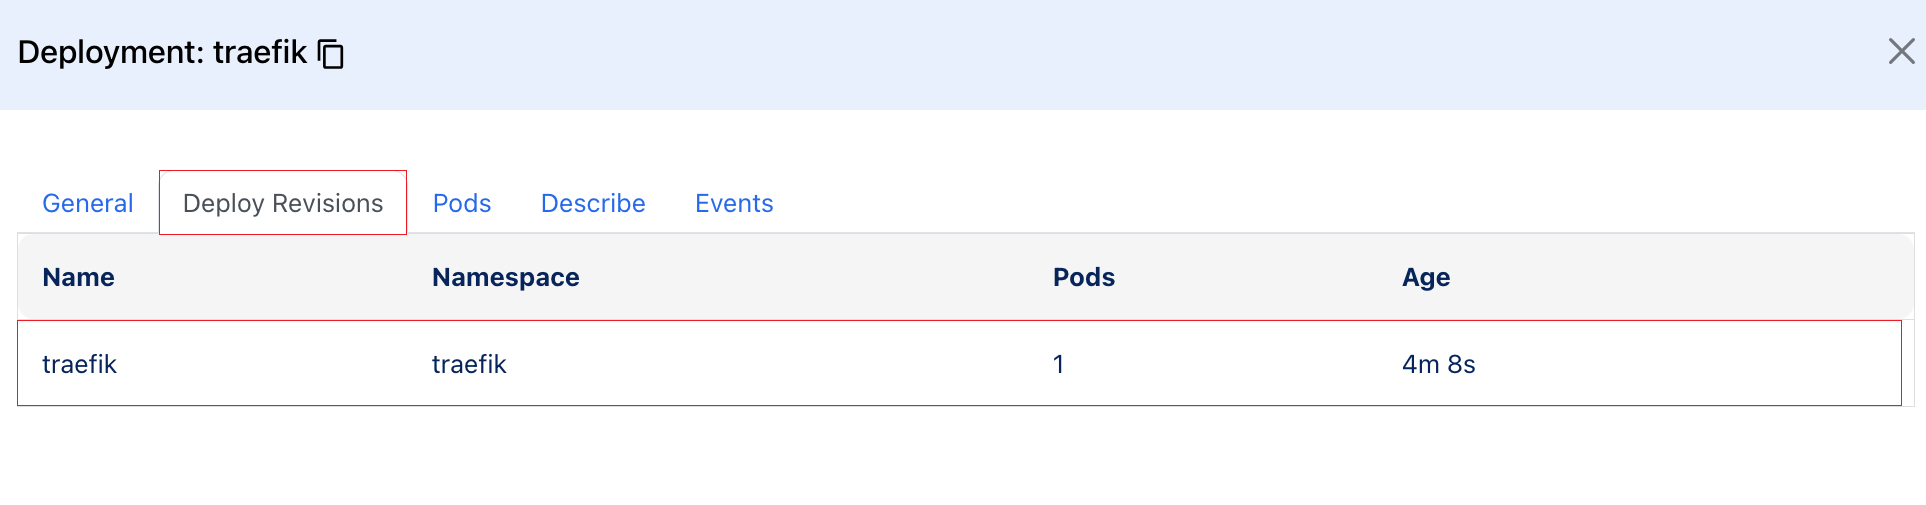 Deployment: traefik
General Deploy Revisions Pods Describe Events
Name Namespace Pods Age
traefik traefik 1 4m 8s